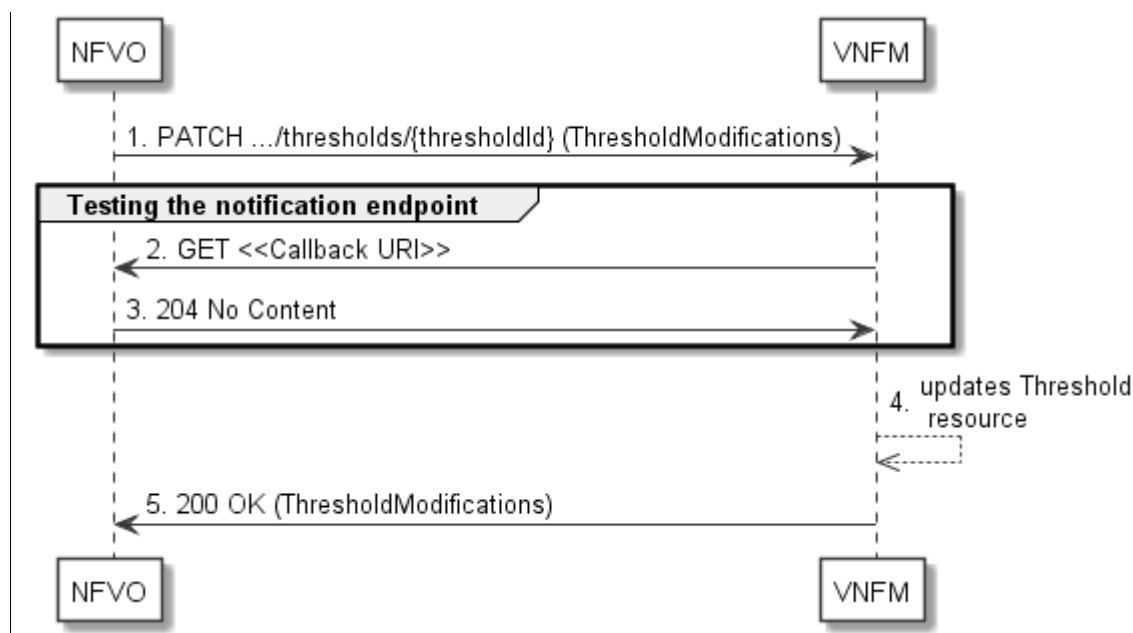 NFVO
VNFM
1. PATCH .../thresholds/{thresholdId} (ThresholdModifications)
Testing the notification endpoint
2. GET <<Callback URI>>
3. 204 No Content
4. updates Threshold
resource
5. 200 OK (ThresholdModifications)
NFVO
VNFM